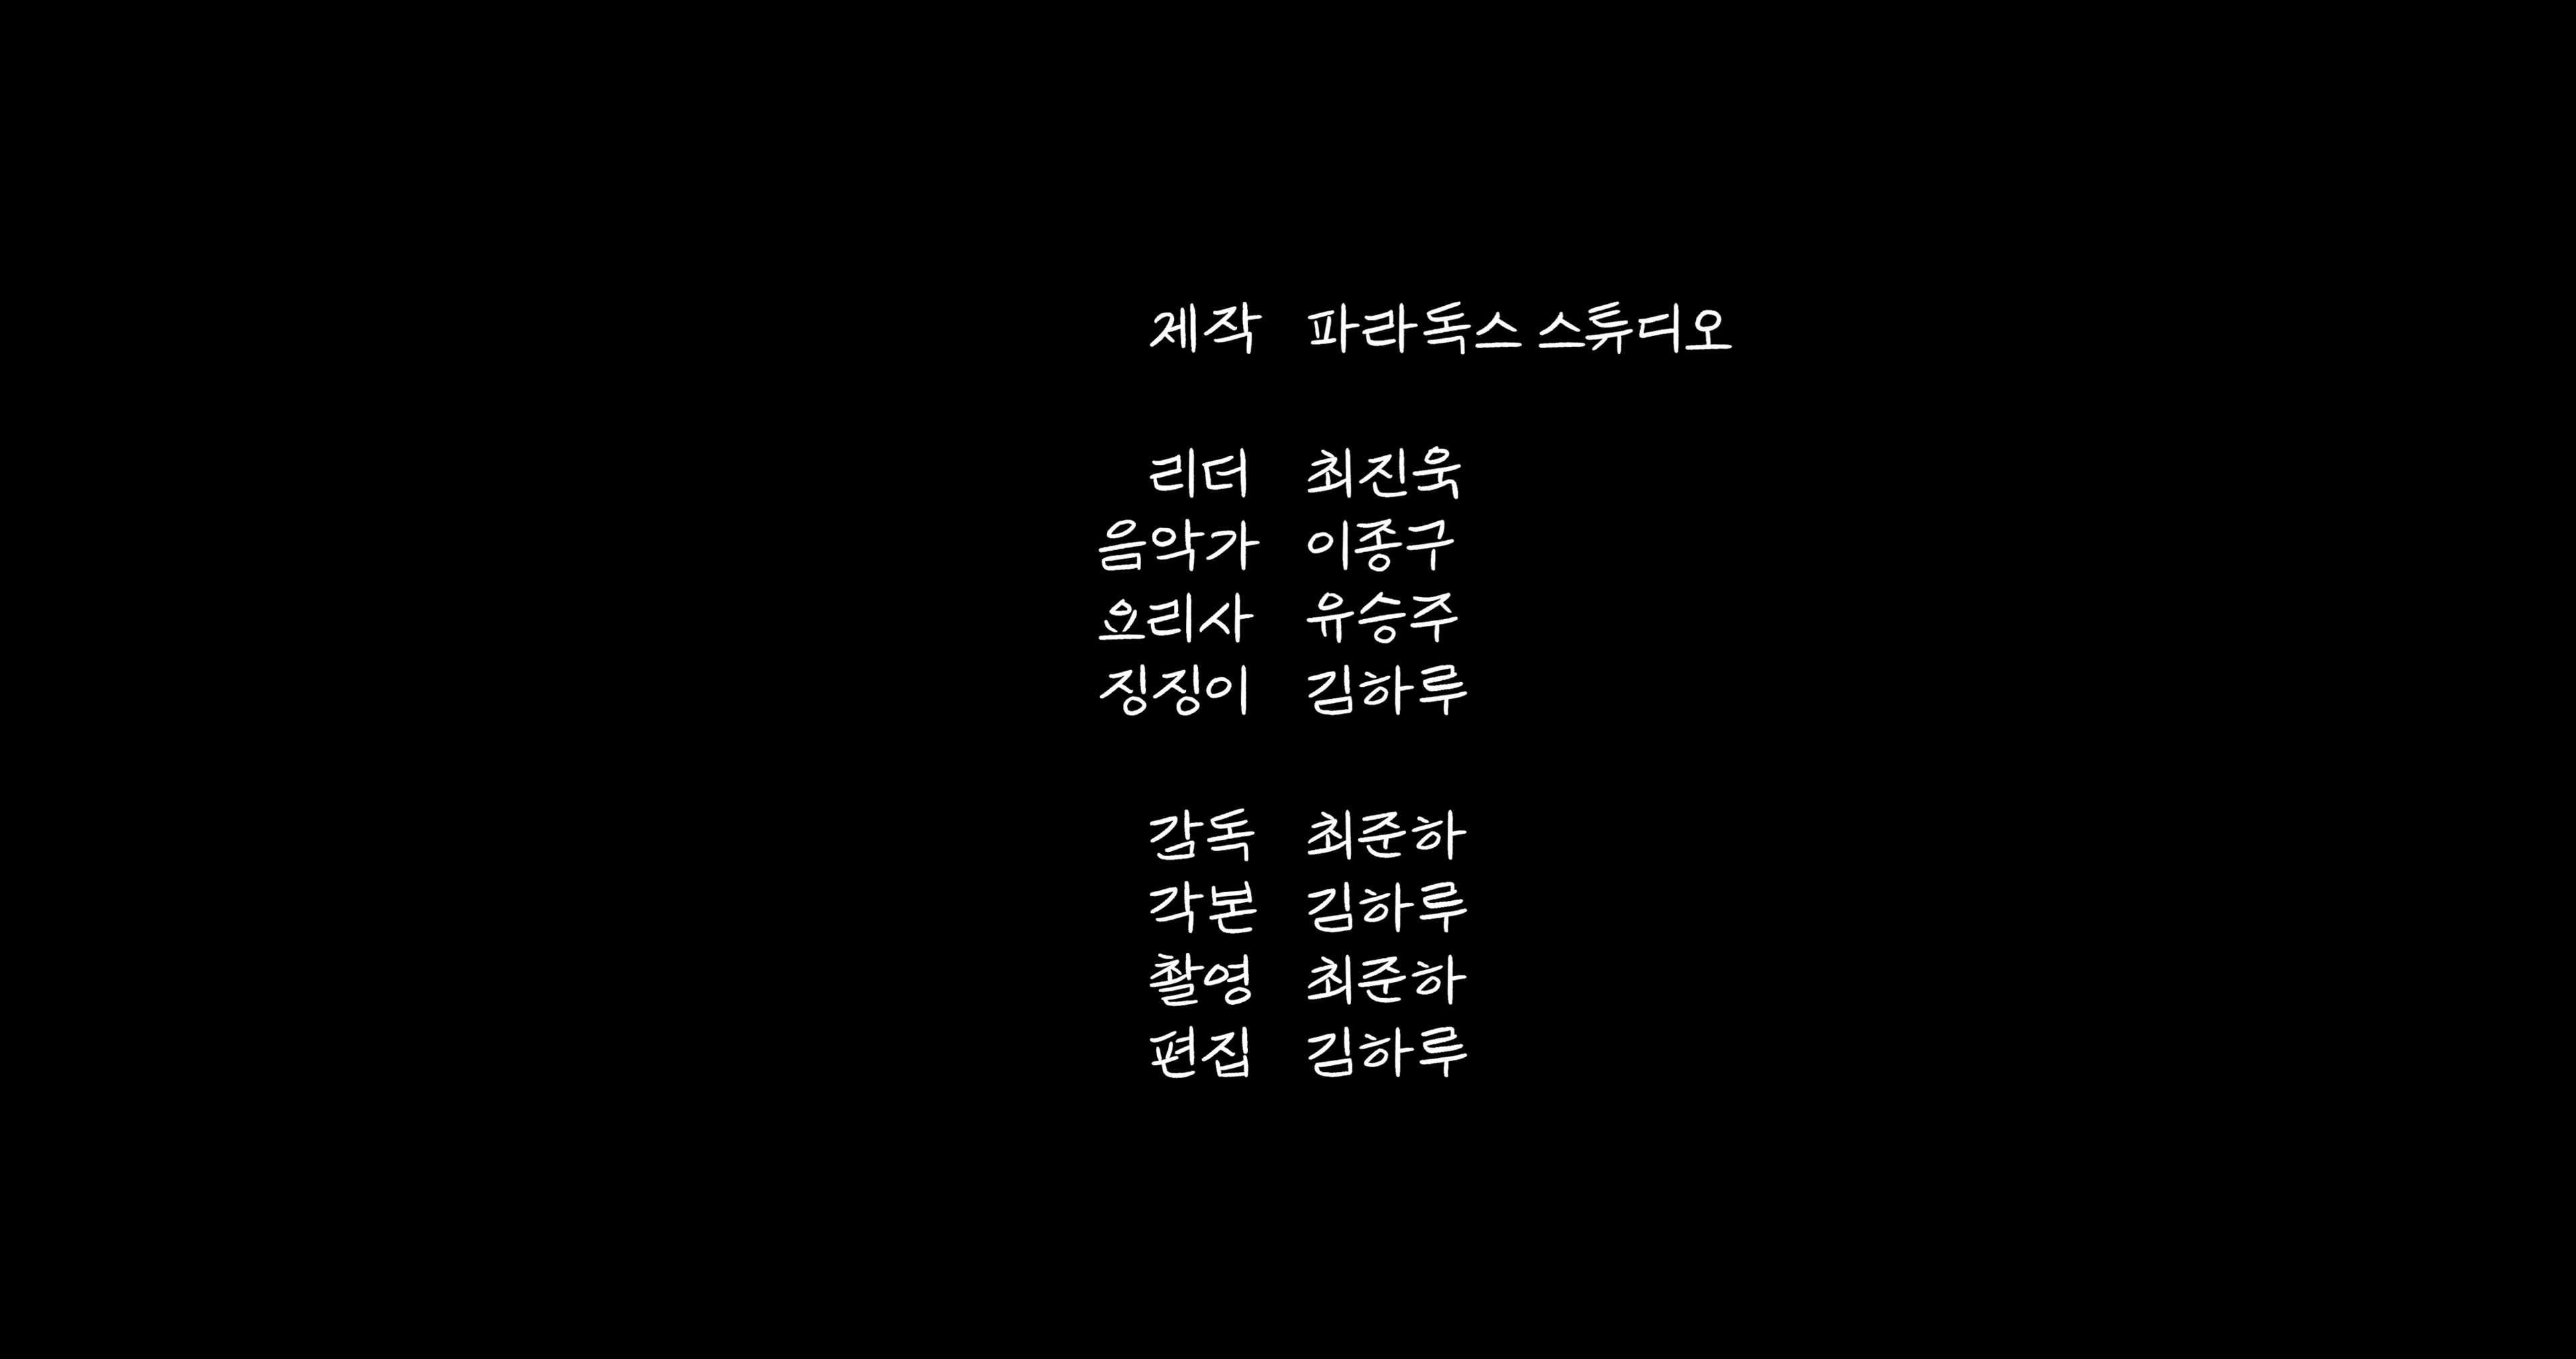 제작 파라독스 스튜디오
리더 최진욱
음악가 이종구
요리사 유승주
징징이 김하루
감독 최준하
각본 김하루
촬영 최준하
편집 김하루